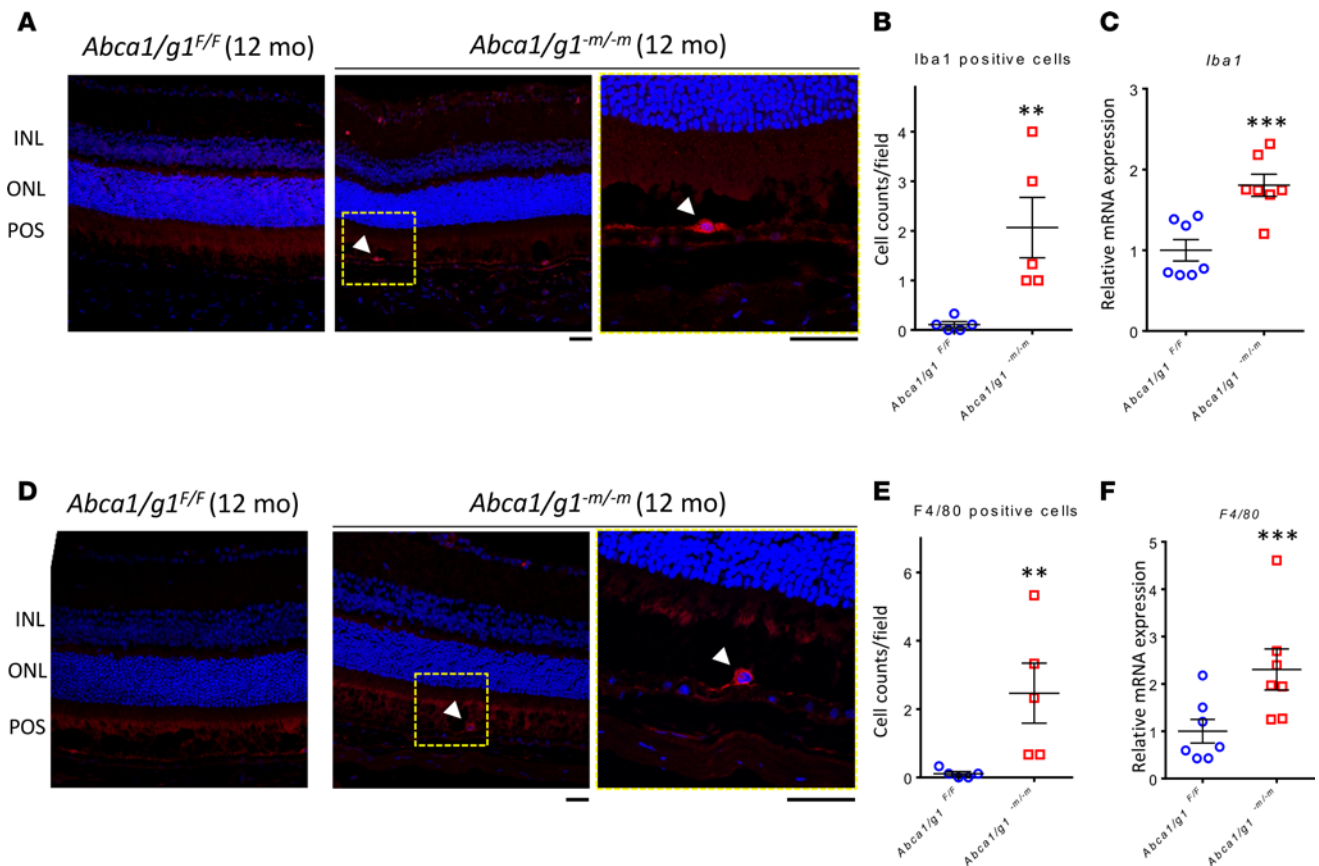 A
Abca1/g1F/F (12 mo)
Abca1/g1-m/-m (12 mo)
INL
ONL
POS
B
Iba1 positive cells
**
Cell counts/field
4
3
2
1
0
Abca1/g1 F/F
Abca1/g1 -m/-m
C
Iba1
***
Relative mRNA expression
3
2
1
0
Abca1/g1 F/F
Abca1/g1 -m/-m
D
Abca1/g1F/F (12 mo)
Abca1/g1-m/-m (12 mo)
INL
ONL
POS
E
F4/80 positive cells
**
Cell counts/field
6
4
2
0
Abca1/g1 F/F
Abca1/g1 -m/-m
F
F4/80
***
Relative mRNA expression
5
4
3
2
1
0
Abca1/g1 F/F
Abca1/g1 -m/-m